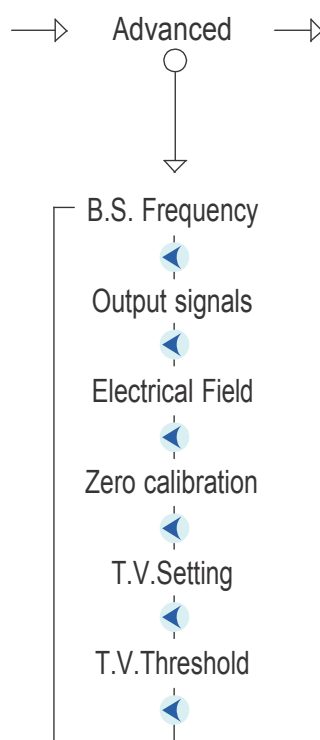 Advanced
B.S. Frequency
Output signals
Electrical Field
Zero calibration
T.V.Setting
T.V.Threshold